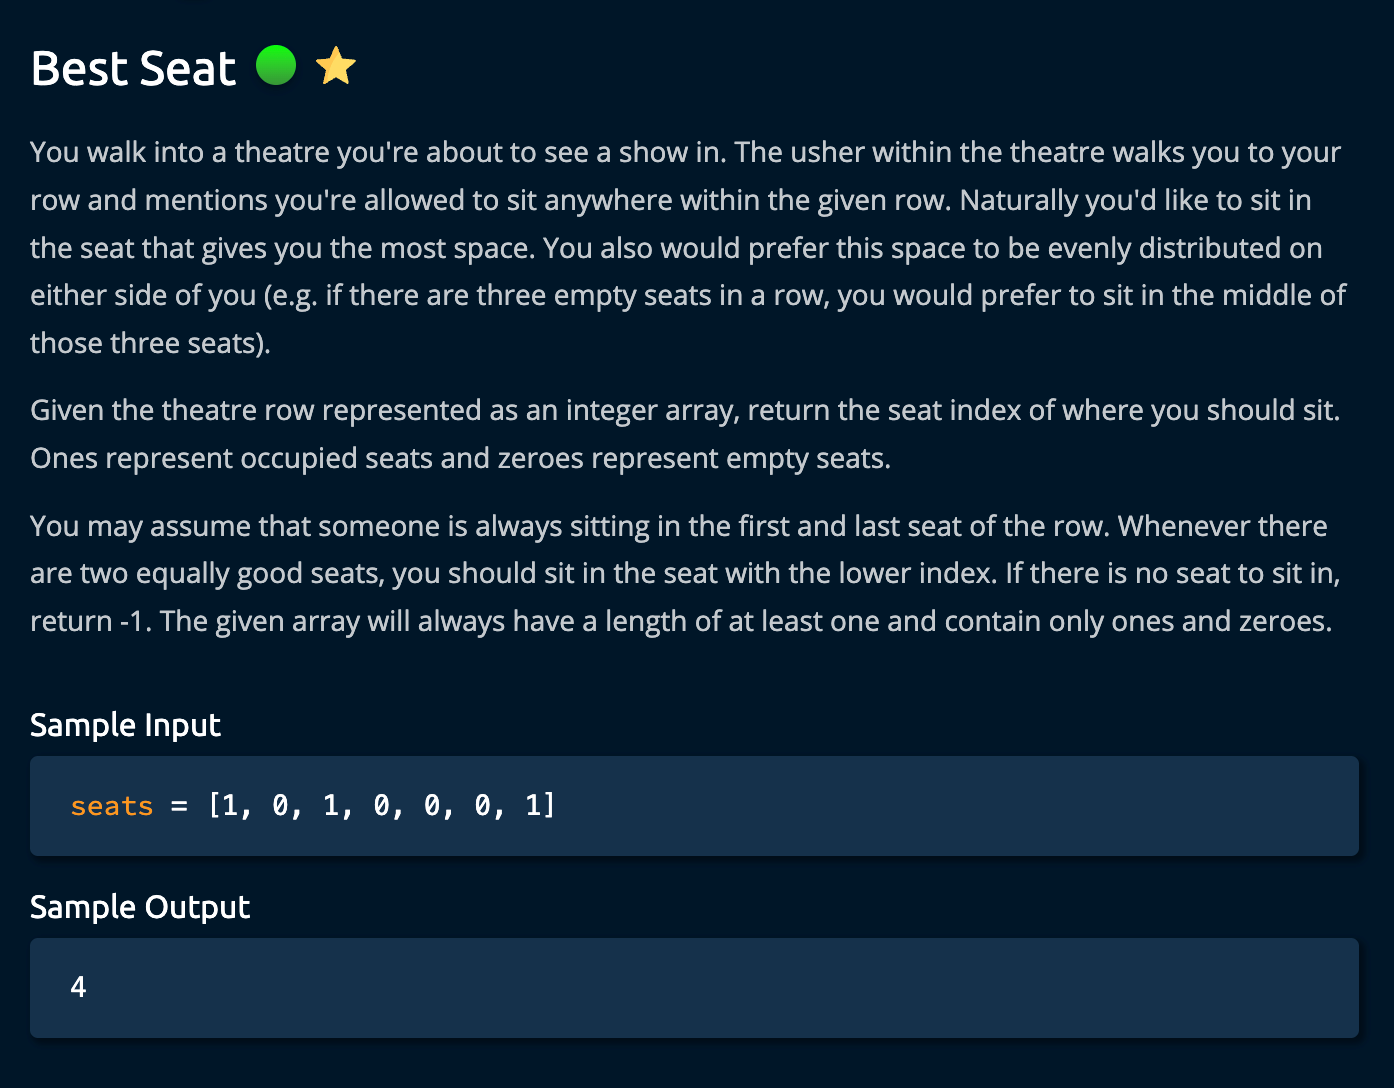 Best Seat
You walk into a theatre you're about to see a show in. The usher within the theatre walks you to your
row and mentions you're allowed to sit anywhere within the given row. Naturally you'd like to sit in
the seat that gives you the most space. You also would prefer this space to be evenly distributed on
either side of you (e.g. if there are three empty seats in a row, you would prefer to sit in the middle of
those three seats).
Given the theatre row represented as an integer array, return the seat index of where you should sit.
Ones represent occupied seats and zeroes represent empty seats.
You may assume that someone is always sitting in the first and last seat of the row. Whenever there
are two equally good seats, you should sit in the seat with the lower index. If there is no seat to sit in,
return -1. The given array will always have a length of at least one and contain only ones and zeroes.
Sample Input
seats = [1, 0, 1, 0, 0, 0, 1]
Sample Output
4